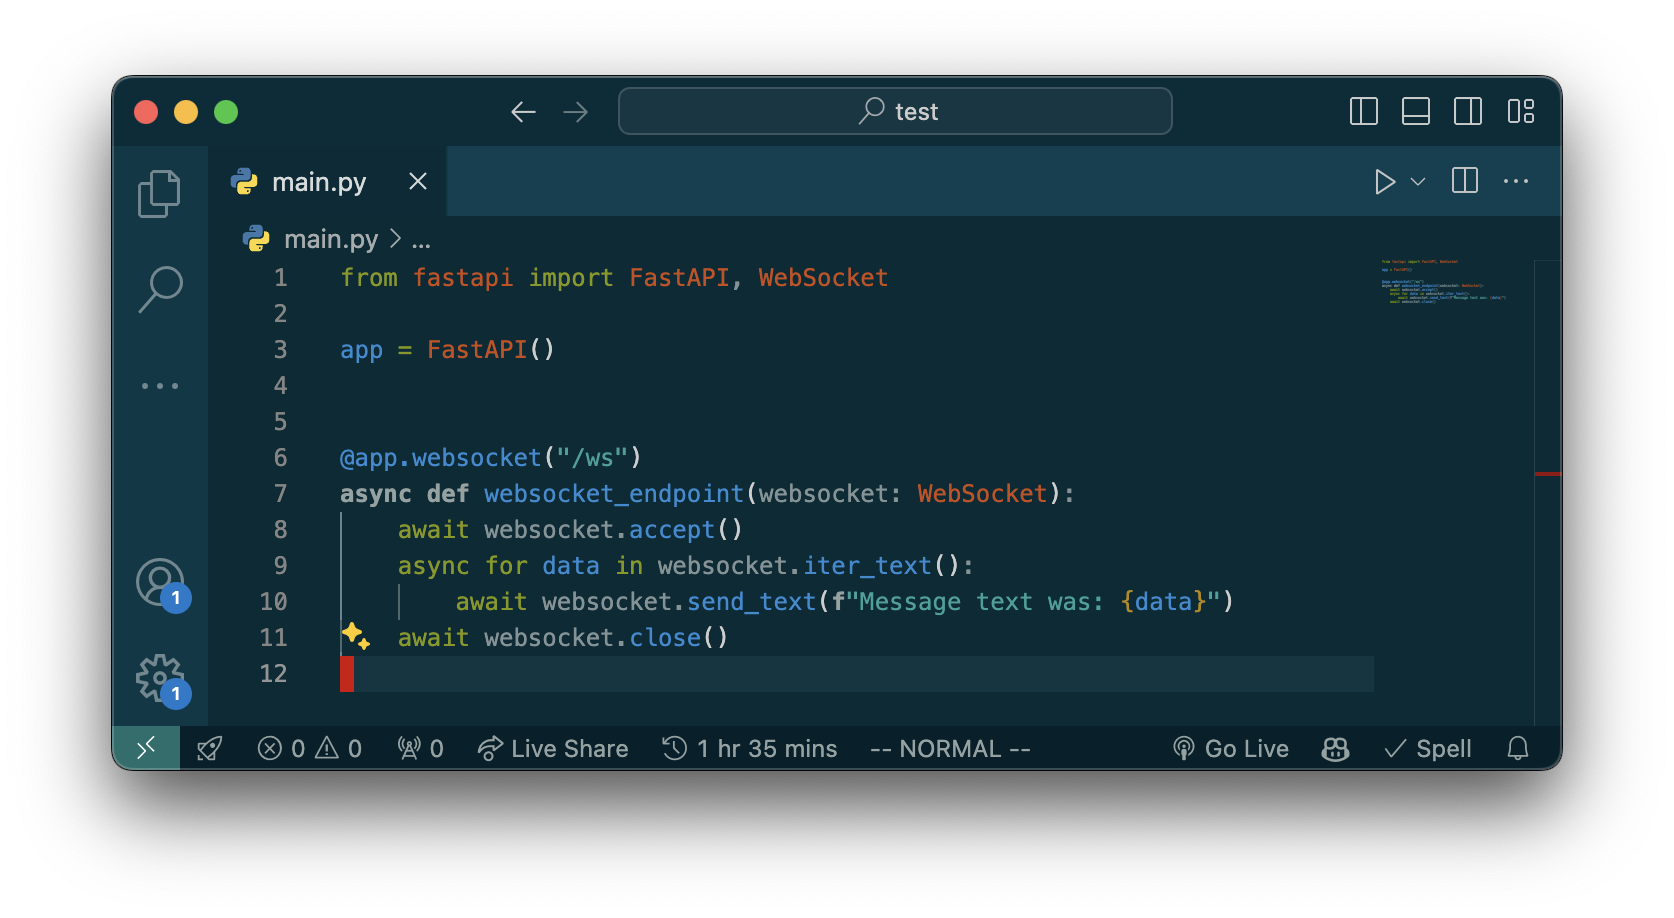 test
main.py
main.py > ...
1 from fastapi import FastAPI, WebSocket
2
3 app = FastAPI()
4
5
6 @app.websocket("/ws")
7 async def websocket_endpoint(websocket: WebSocket):
8     await websocket.accept()
9     async for data in websocket.iter_text():
10         await websocket.send_text(f"Message text was: {data}")
11     await websocket.close()
12
1
1
0 0 0 Live Share 1 hr 35 mins -- NORMAL -- Go Live Spell